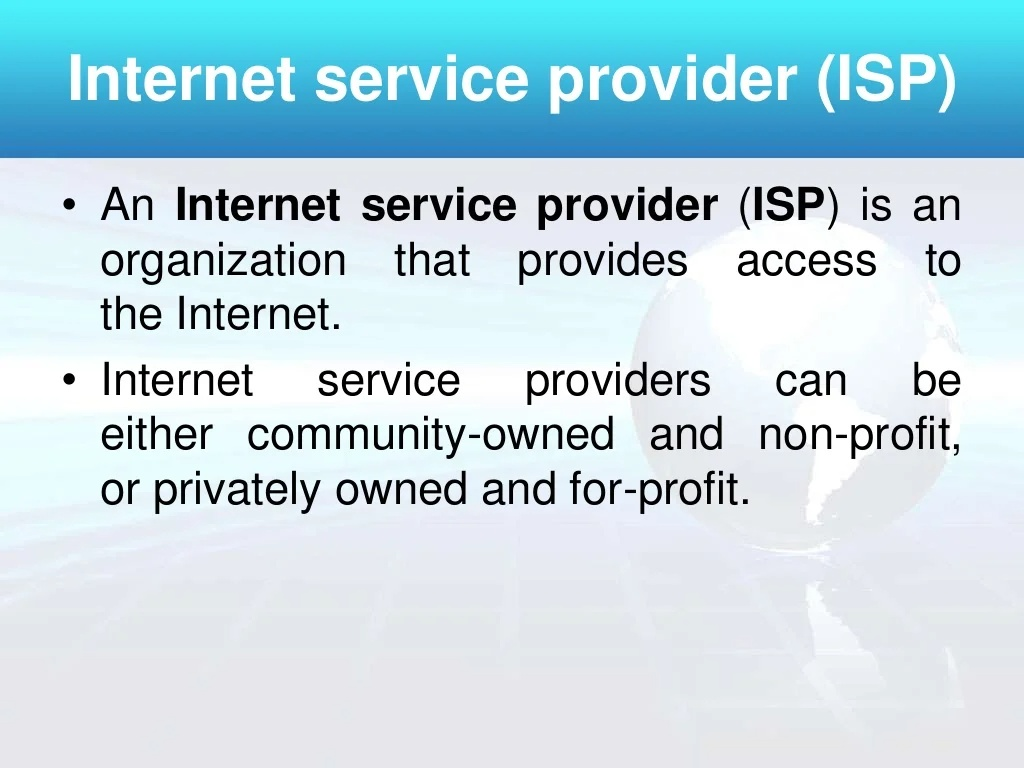 Internet service provider (ISP)
• An Internet service provider (ISP) is an
organization that provides access to
the Internet.
• Internet service providers can be
either community-owned and non-profit,
or privately owned and for-profit.